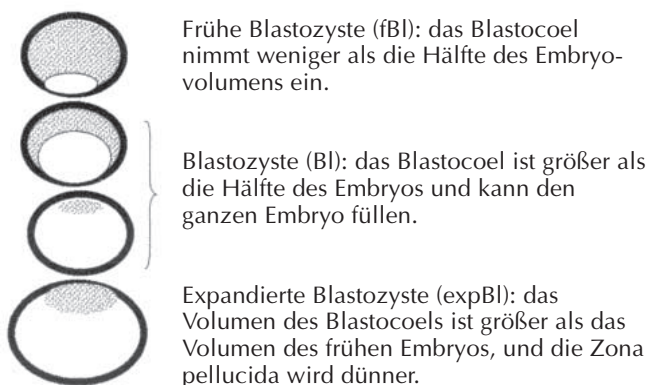 Frühe Blastozyste (fBl): das Blastocoel
nimmt weniger als die Hälfte des Embryo-
volumens ein.
Blastozyste (Bl): das Blastocoel ist größer als
die Hälfte des Embryos und kann den
ganzen Embryo füllen.
Expandierte Blastozyste (expBl): das
Volumen des Blastocoels ist größer als das
Volumen des frühen Embryos, und die Zona
pellucida wird dünner.